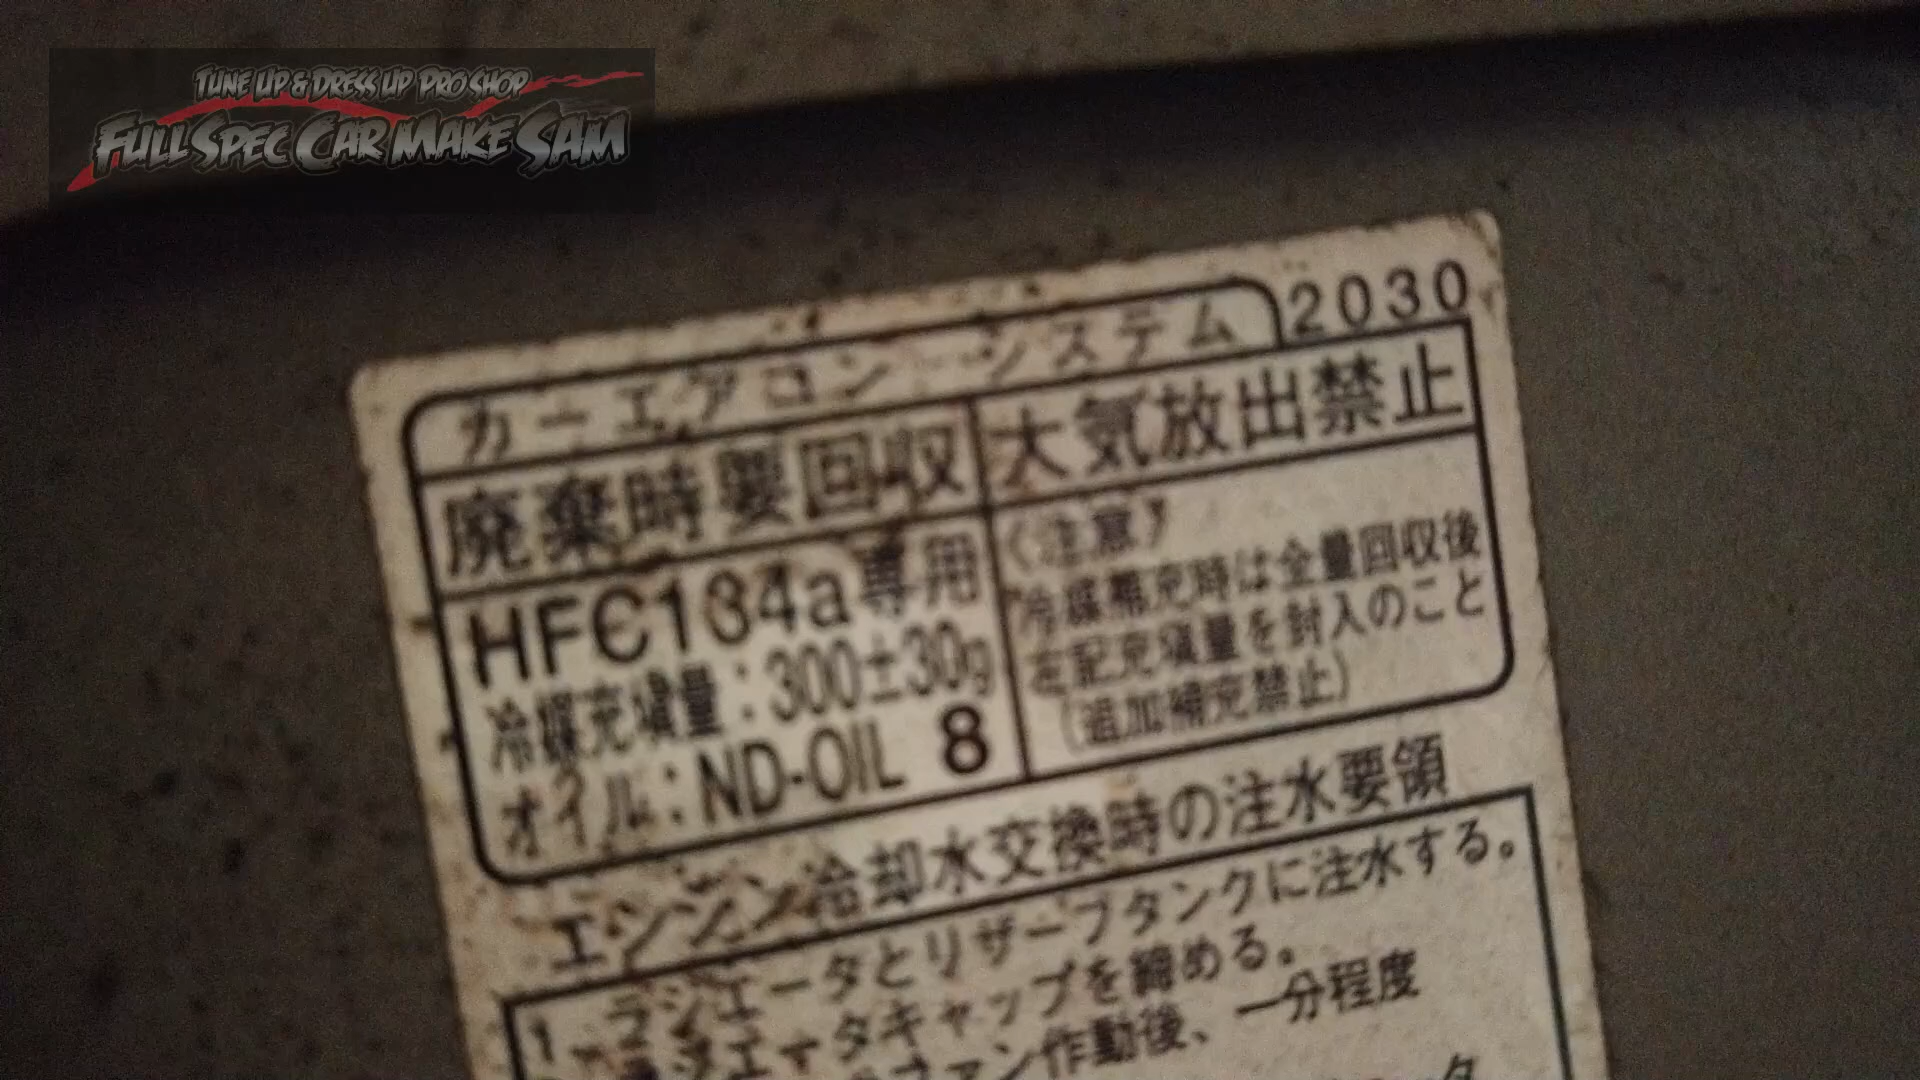 TUNE UP & DRESS UP PRO SHOP
FULL SPEC CAR MAKE SAM
カーエアコン システム
2030
廃棄時要回収
大気放出禁止
HFC134a専用
冷媒充填量:300±30g
オイル:ND-OIL 8
〈注意〉
冷媒補充時は全量回収後
左記充填量を封入のこと
(追加補充禁止)
エンジン冷却水交換時の注水要領
1. ラジエータとリザーブタンクに注水する。
ラジエータキャップを締める。
ファン作動後、一分程度